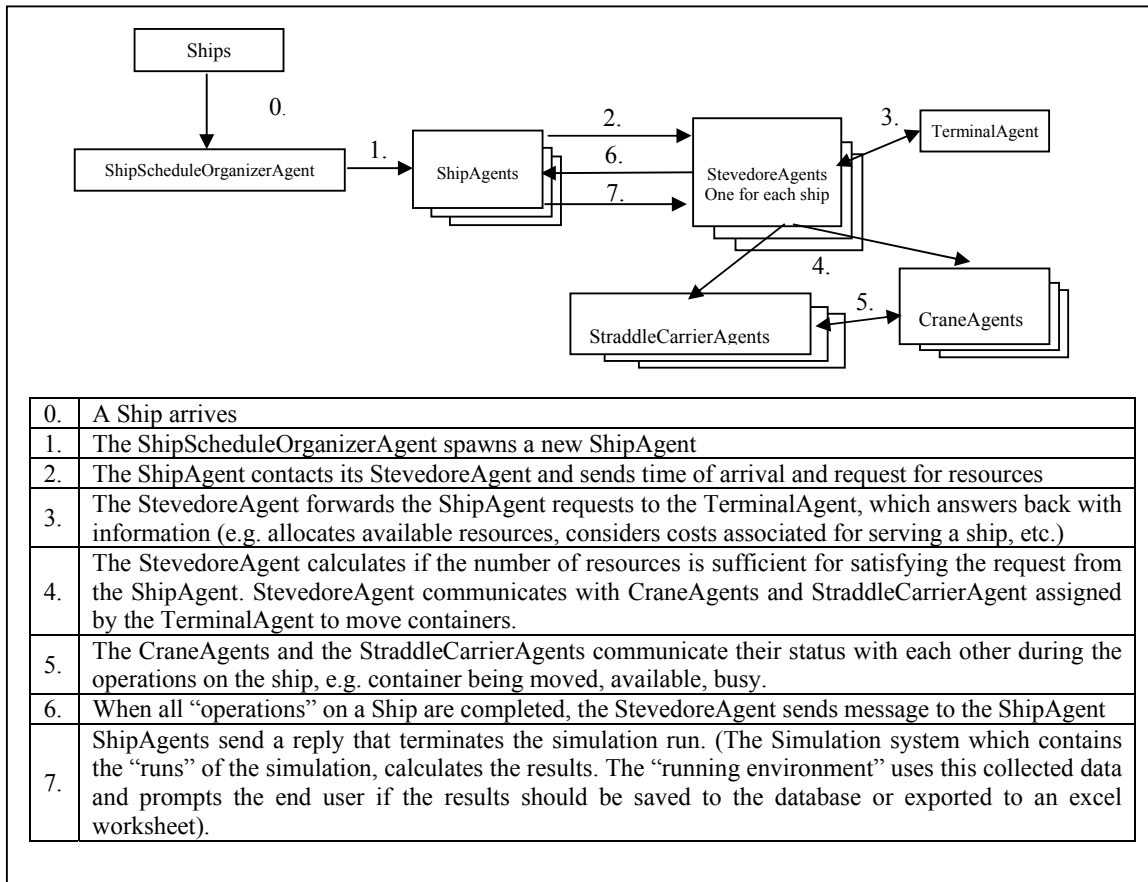 Ships
0.
2.
3.
TerminalAgent
1.
6.
ShipScheduleOrganizerAgent
ShipAgents
StevedoreAgents
One for each ship
7.
4.
5.
StraddleCarrierAgents
CraneAgents
0. A Ship arrives
1. The ShipScheduleOrganizerAgent spawns a new ShipAgent
2. The ShipAgent contacts its StevedoreAgent and sends time of arrival and request for resources
3. The StevedoreAgent forwards the ShipAgent requests to the TerminalAgent, which answers back with
information (e.g. allocates available resources, considers costs associated for serving a ship, etc.)
4. The StevedoreAgent calculates if the number of resources is sufficient for satisfying the request from
the ShipAgent. StevedoreAgent communicates with CraneAgents and StraddleCarrierAgent assigned
by the TerminalAgent to move containers.
5. The CraneAgents and the StraddleCarrierAgents communicate their status with each other during the
operations on the ship, e.g. container being moved, available, busy.
6. When all “operations” on a Ship are completed, the StevedoreAgent sends message to the ShipAgent
7. ShipAgents send a reply that terminates the simulation run. (The Simulation system which contains
the “runs” of the simulation, calculates the results. The “running environment” uses this collected data
and prompts the end user if the results should be saved to the database or exported to an excel
worksheet).